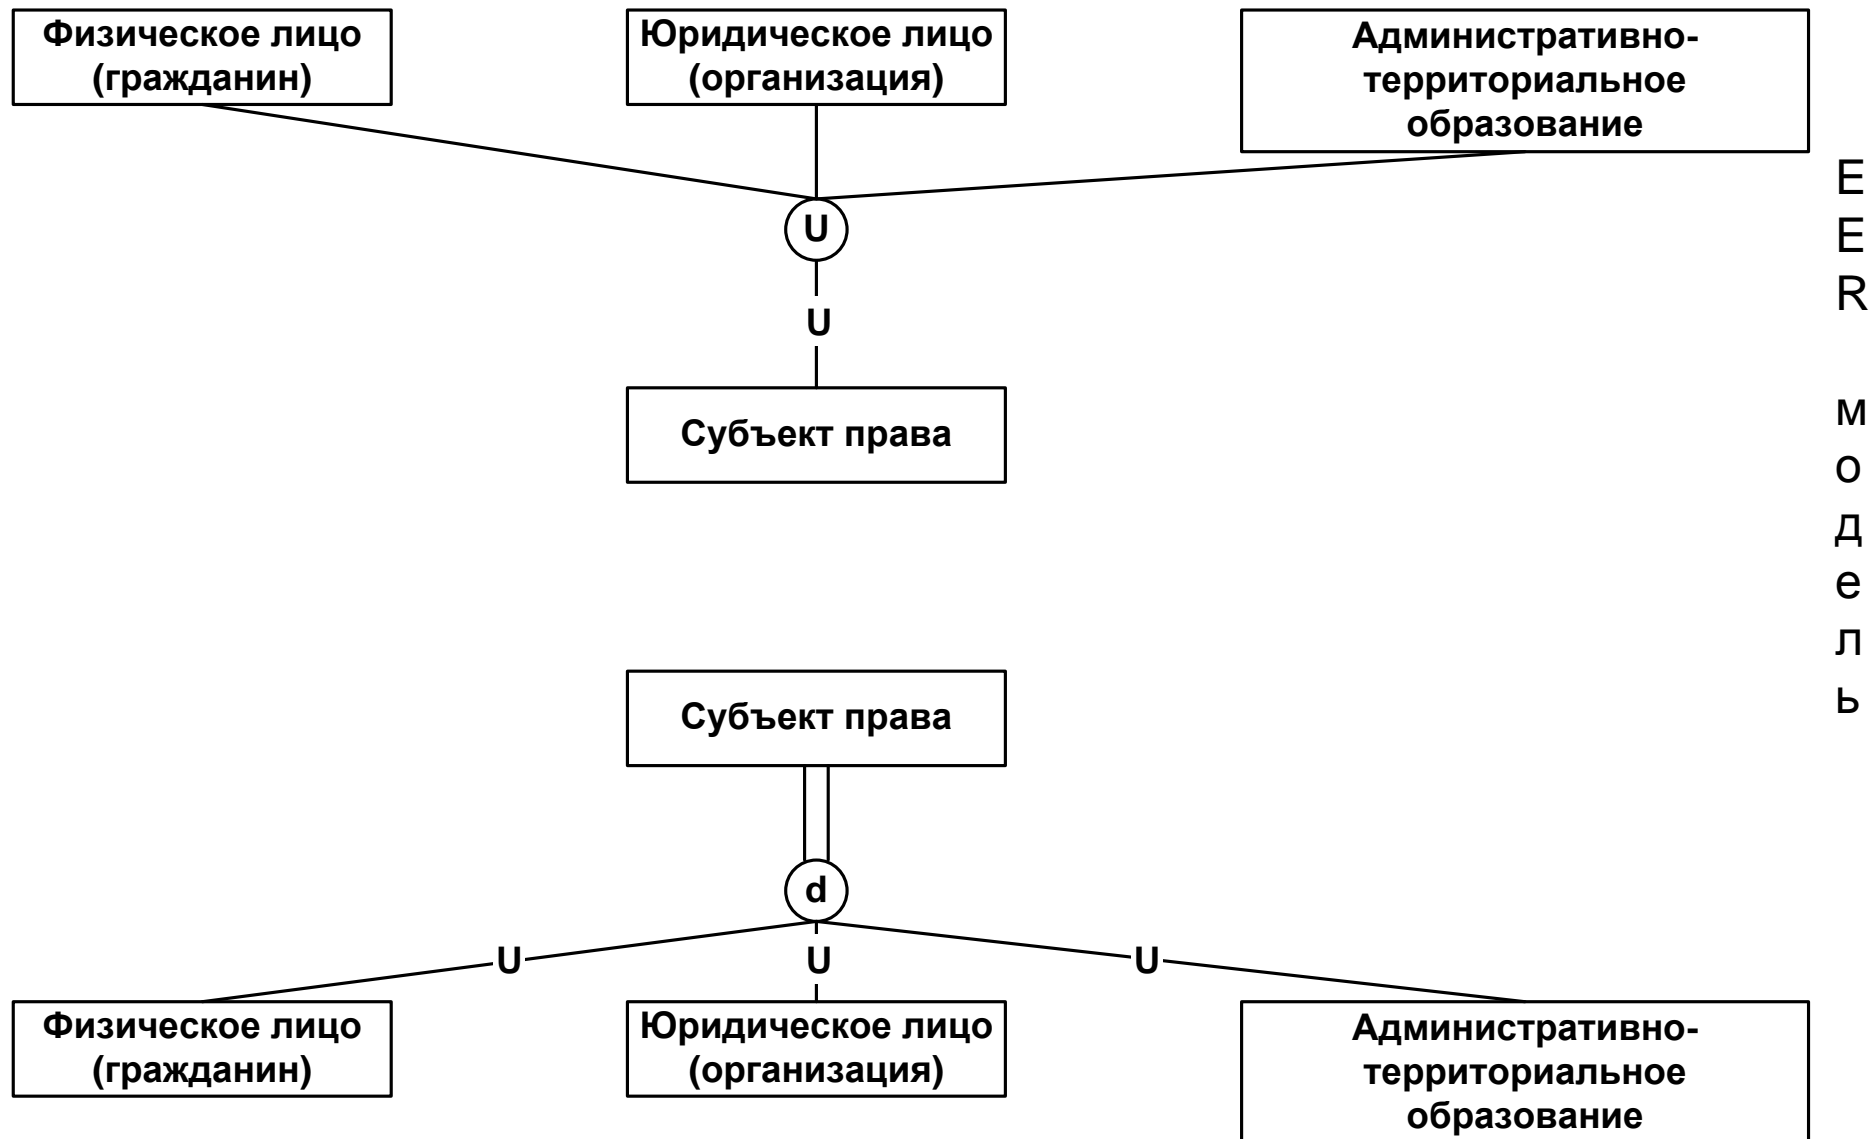 Физическое лицо
(гражданин)
Юридическое лицо
(организация)
Административно-
территориальное
образование
U
U
Субъект права
Субъект права
d
U
U
U
Физическое лицо
(гражданин)
Юридическое лицо
(организация)
Административно-
территориальное
образование
E
E
R
м
о
д
е
л
ь